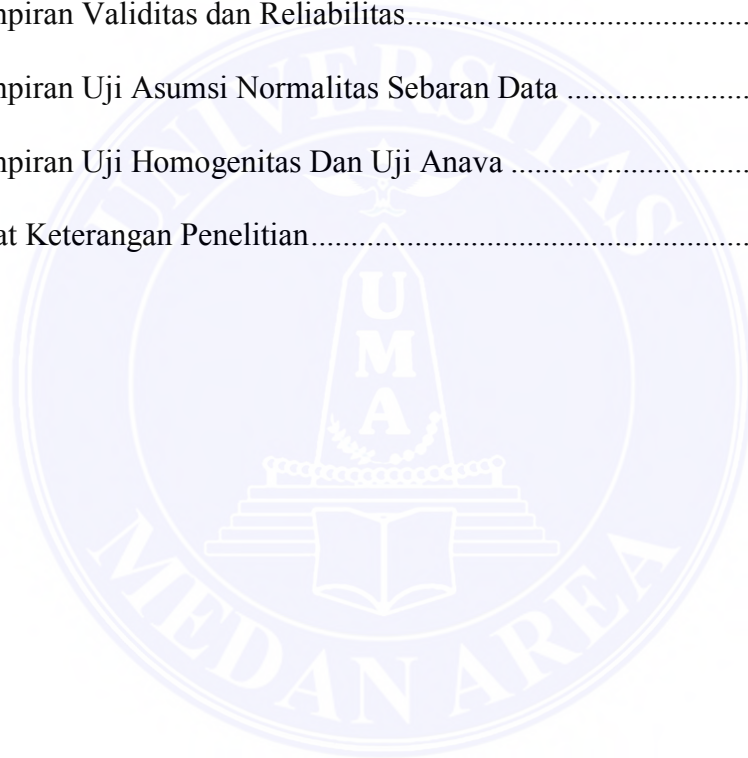 npiran Validitas dan Reliabilitas....................................
npiran Uji Asumsi Normalitas Sebaran Data ....................
npiran Uji Homogenitas Dan Uji Anava ..........................
at Keterangan Penelitian................................................
UNIVERSITAS
U
M
A
MEDAN AREA